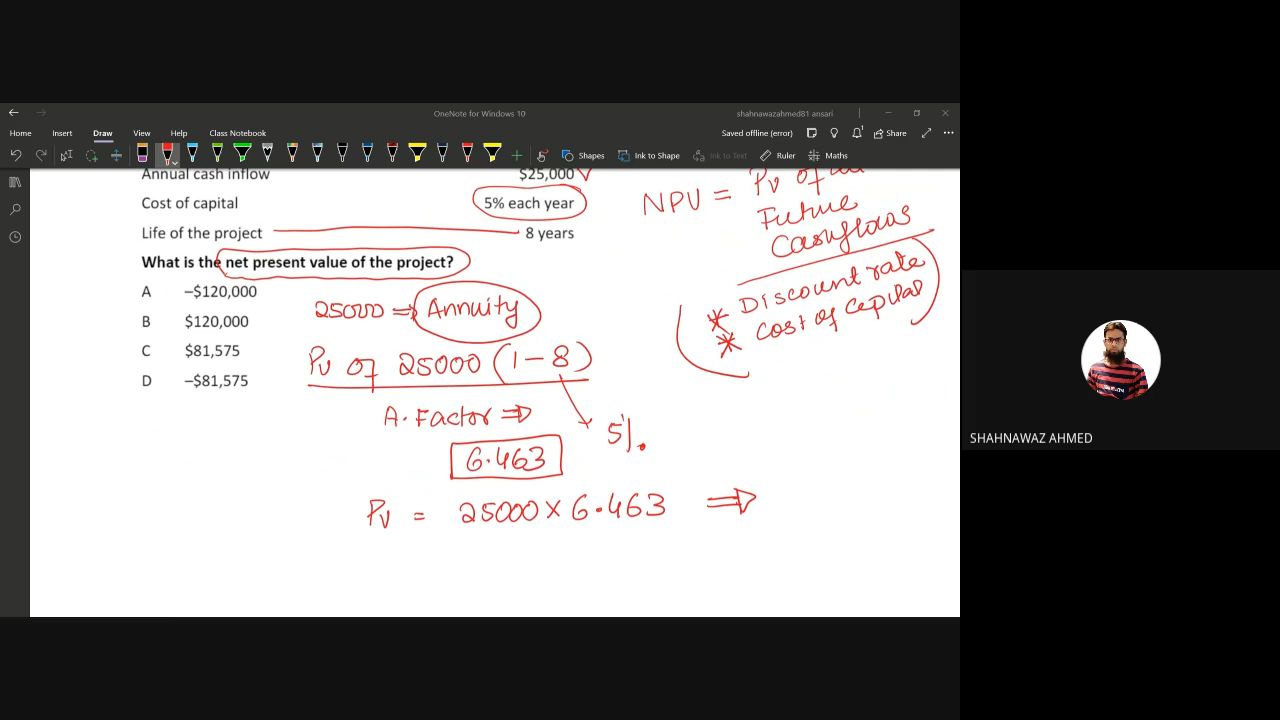 OneNote for Windows 10
shahnawazahmed81 ansari
Home Insert Draw View Help Class Notebook
Saved offline (error) Share
Shapes Ink to Shape Ink to Text Ruler Maths
Annual cash inflow $25,000
Cost of capital 5% each year
Life of the project 8 years
What is the net present value of the project?
A –$120,000
B $120,000
C $81,575
D –$81,575
NPV = Pv of
Future
Cashflows
* Discount rate
* Cost of capital
25000 ⇒ Annuity
Pv of 25000 (1-8)
A. Factor ⇒
5%.
6.463
Pv = 25000 × 6.463 ⇒
SHAHNAWAZ AHMED